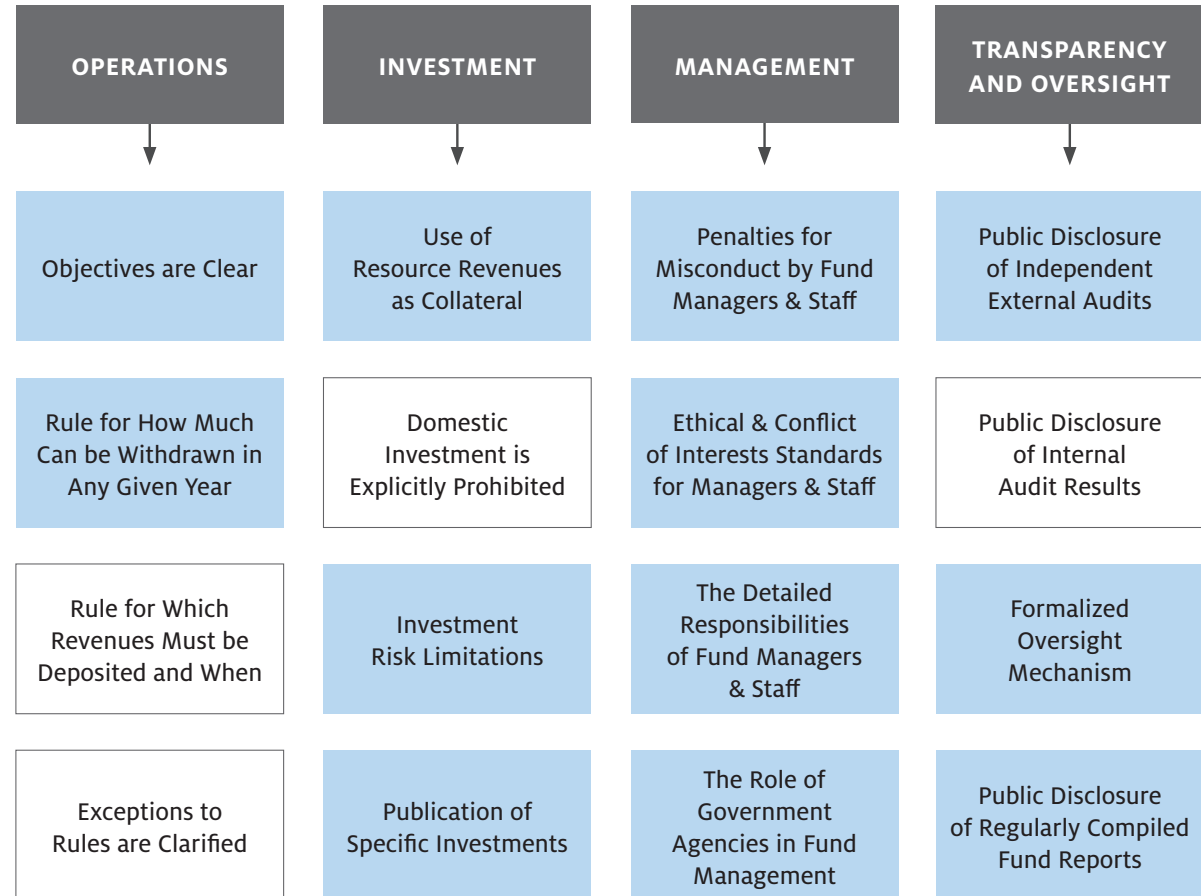 OPERATIONS
INVESTMENT
MANAGEMENT
TRANSPARENCY
AND OVERSIGHT
Objectives are Clear
Use of
Resource Revenues
as Collateral
Penalties for
Misconduct by Fund
Managers & Staff
Public Disclosure
of Independent
External Audits
Rule for How Much
Can be Withdrawn in
Any Given Year
Domestic
Investment is
Explicitly Prohibited
Ethical & Conflict
of Interests Standards
for Managers & Staff
Public Disclosure
of Internal
Audit Results
Rule for Which
Revenues Must be
Deposited and When
Investment
Risk Limitations
The Detailed
Responsibilities
of Fund Managers
& Staff
Formalized
Oversight
Mechanism
Exceptions to
Rules are Clarified
Publication of
Specific Investments
The Role of
Government
Agencies in Fund
Management
Public Disclosure
of Regularly Compiled
Fund Reports